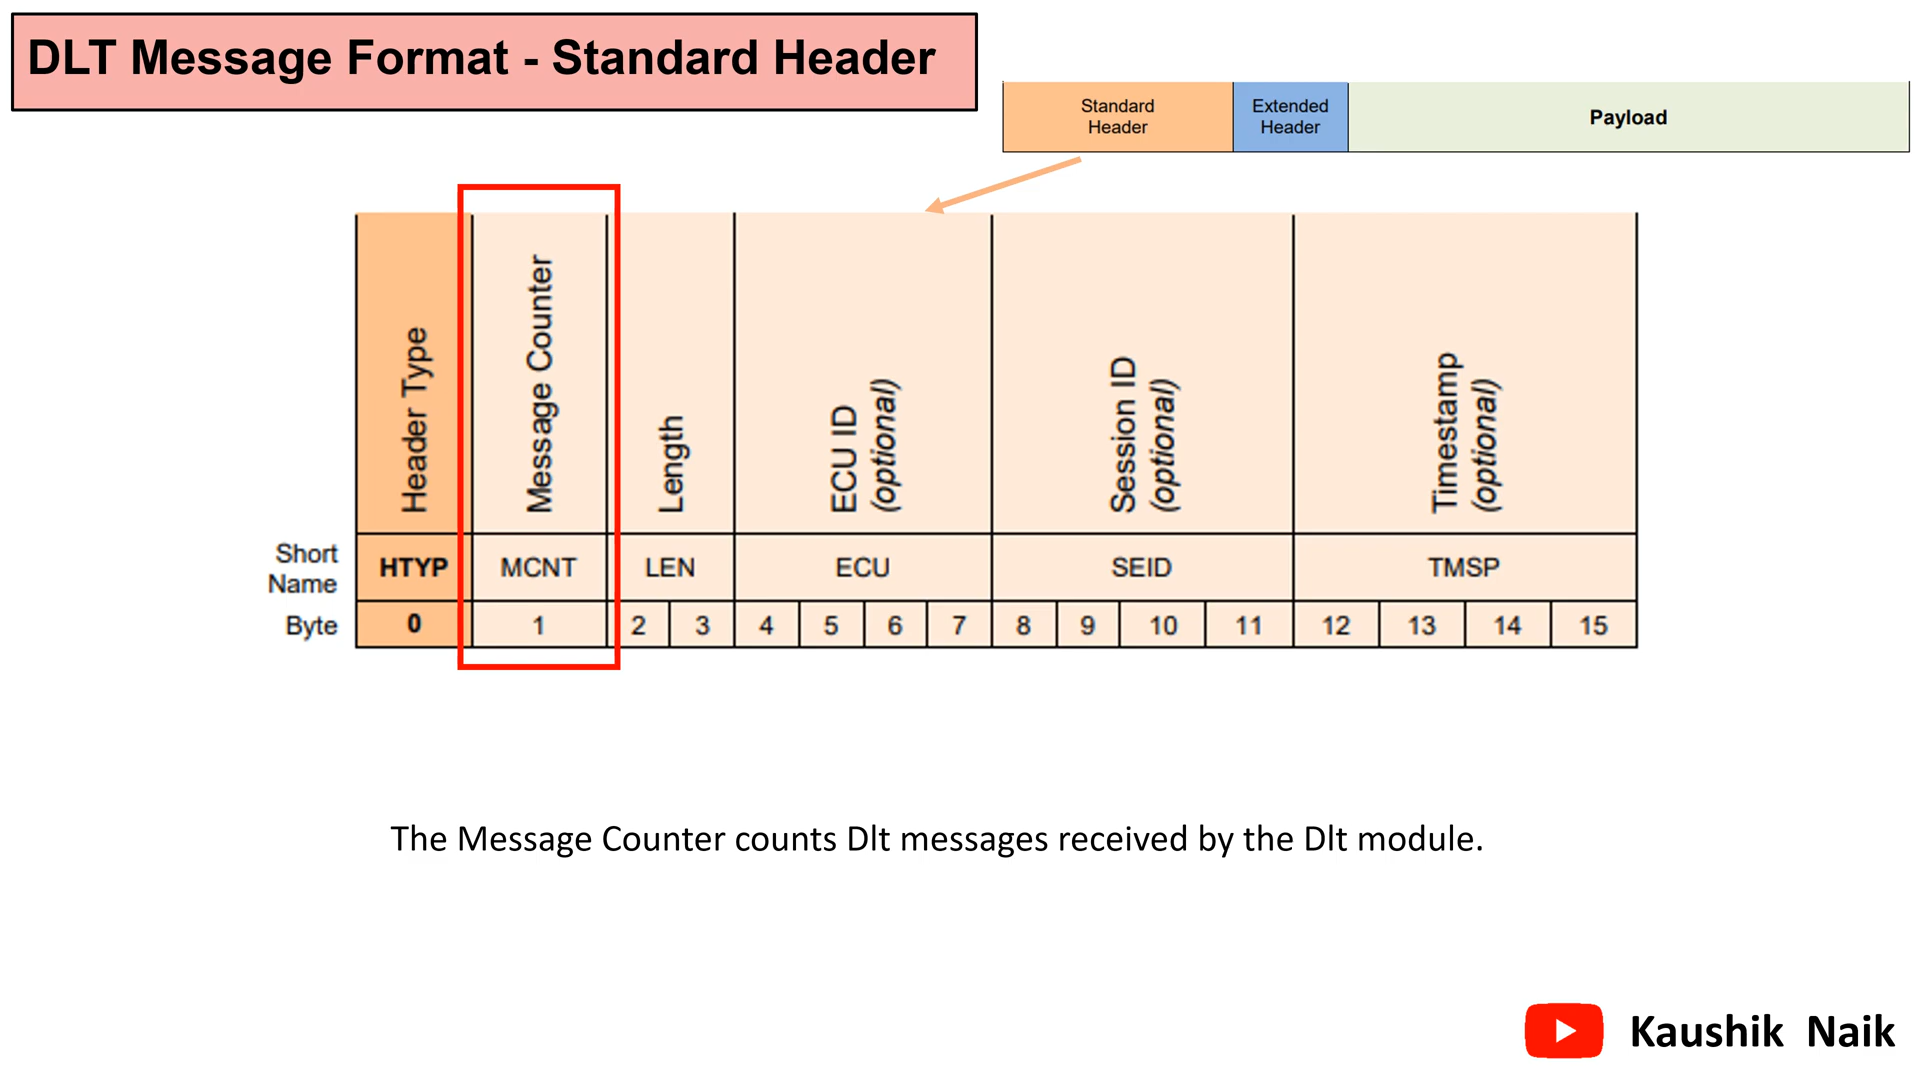 DLT Message Format - Standard Header
Standard
Header
Extended
Header
Payload
Header Type
Message Counter
Length
ECU ID
(optional)
Session ID
(optional)
Timestamp
(optional)
Short
Name
HTYP MCNT LEN ECU SEID TMSP
Byte 0 1 2 3 4 5 6 7 8 9 10 11 12 13 14 15
The Message Counter counts Dlt messages received by the Dlt module.
Kaushik Naik